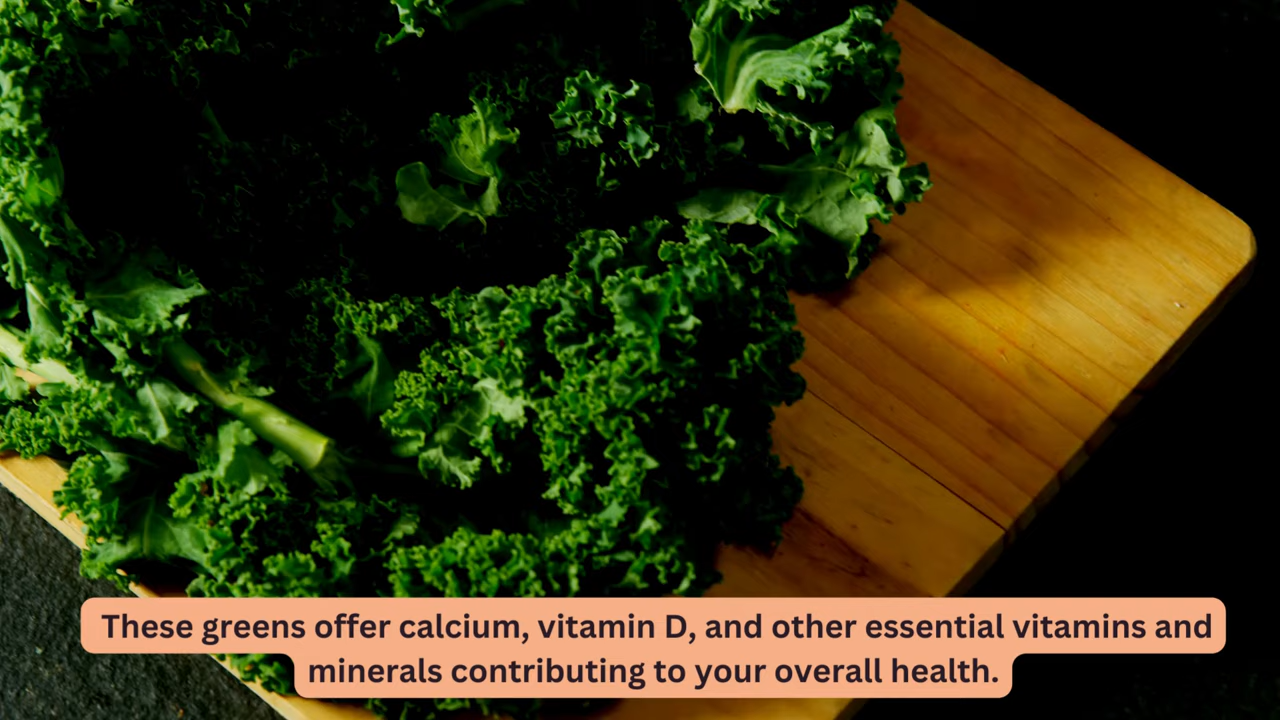 These greens offer calcium, vitamin D, and other essential vitamins and
minerals contributing to your overall health.